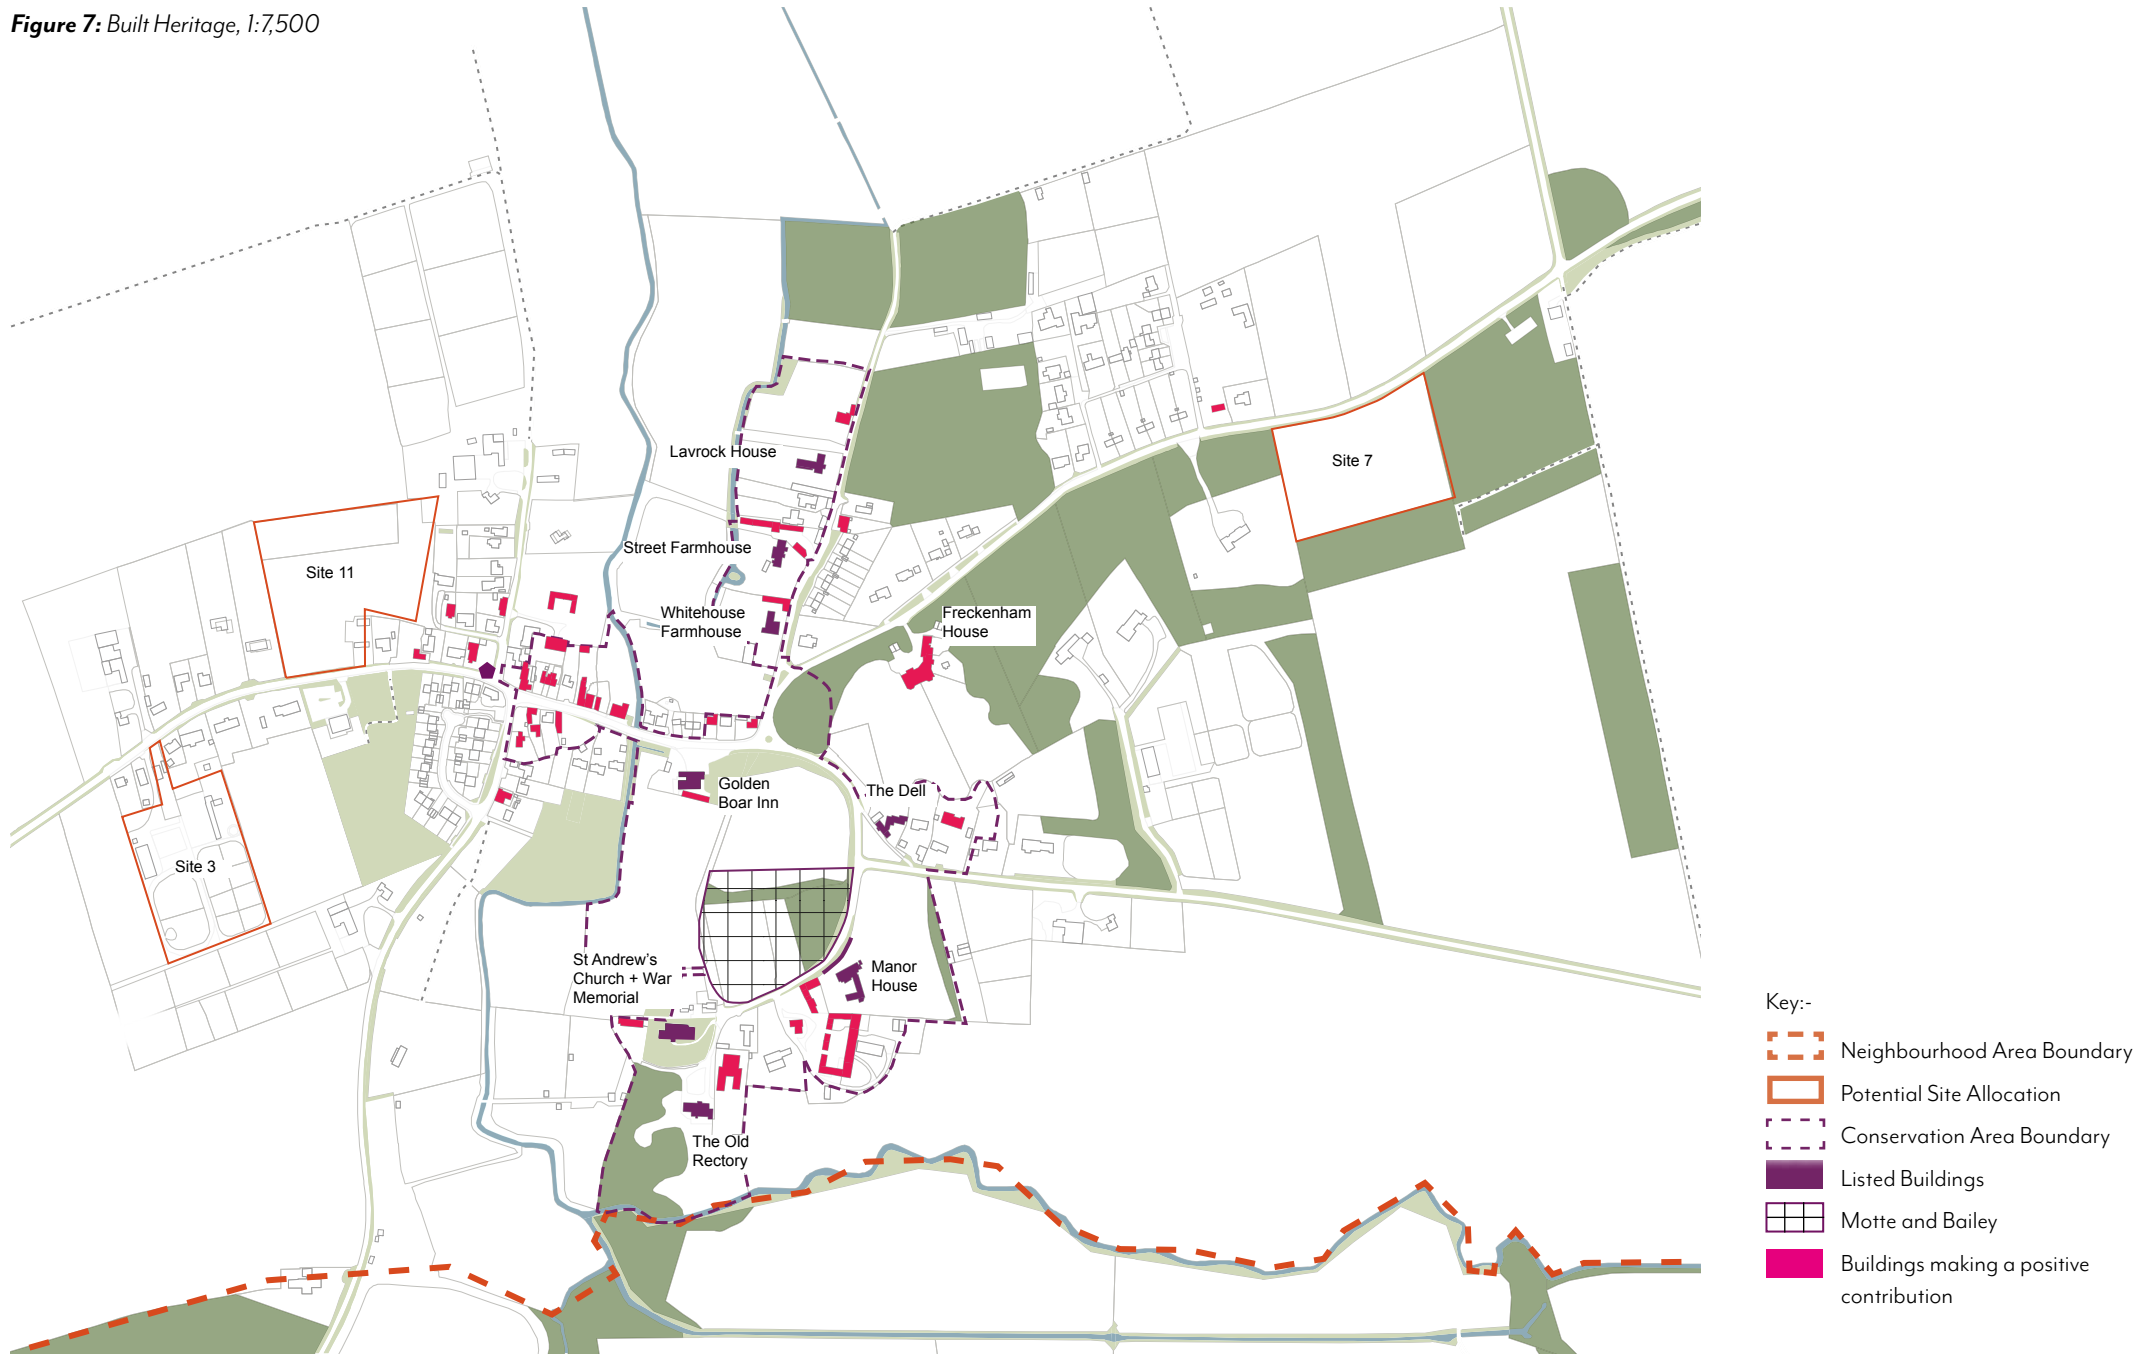 Figure 7: Built Heritage, 1:7,500
Lavrock House
Site 7
Street Farmhouse
Site 11
Whitehouse
Farmhouse
Freckenham
House
Golden
Boar Inn
The Dell
Site 3
St Andrew's
Church + War
Memorial
Manor
House
The Old
Rectory
Key:-
Neighbourhood Area Boundary
Potential Site Allocation
Conservation Area Boundary
Listed Buildings
Motte and Bailey
Buildings making a positive
contribution